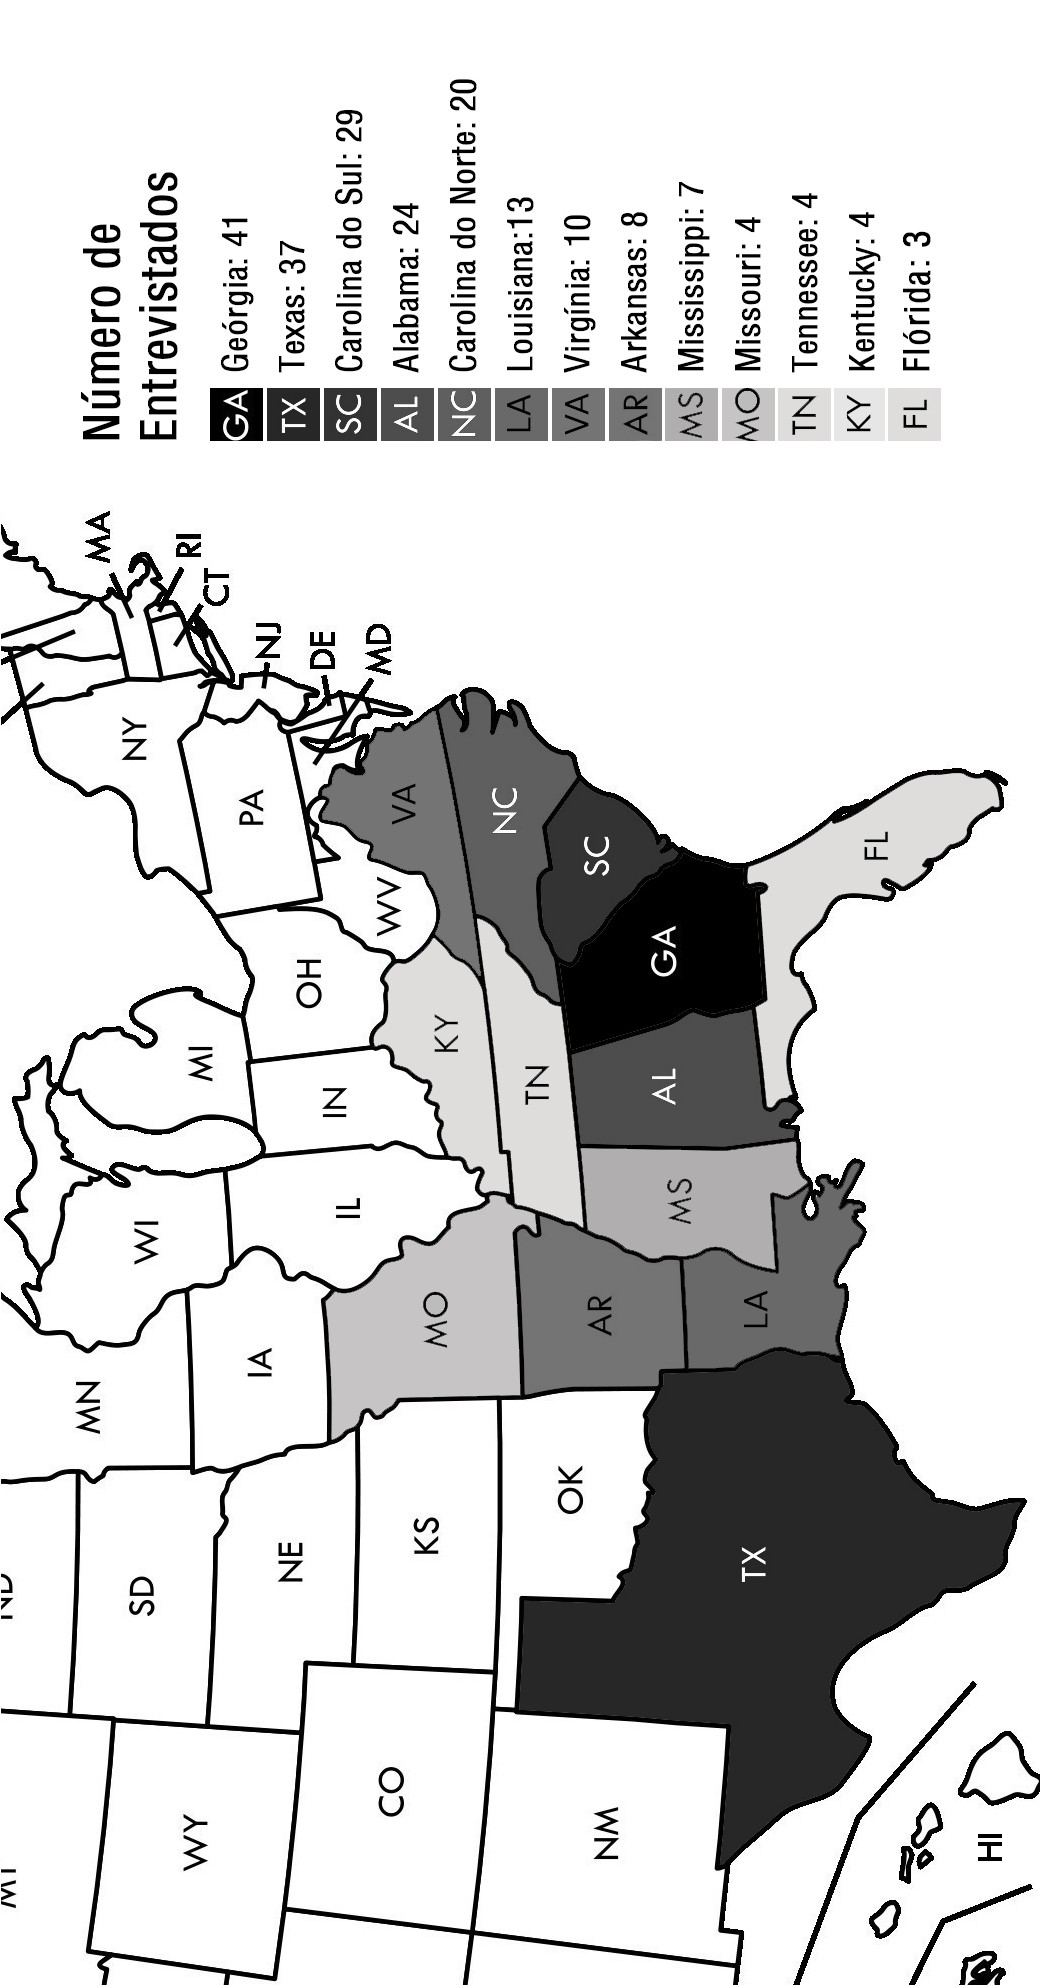 Número de
Entrevistados
GA Geórgia: 41
TX Texas: 37
SC Carolina do Sul: 29
AL Alabama: 24
NC Carolina do Norte: 20
LA Louisiana:13
VA Virgínia: 10
AR Arkansas: 8
MS Mississippi: 7
MO Missouri: 4
TN Tennessee: 4
KY Kentucky: 4
FL Flórida: 3
MA
RI
CT
NJ
DE
MD
NY
PA
VA
NC
SC
WV
OH
GA
FL
KY
MI
IN
TN
AL
WI
IL
MS
MO
AR
LA
IA
MN
OK
KS
TX
NE
SD
ND
CO
WY
NM
HI